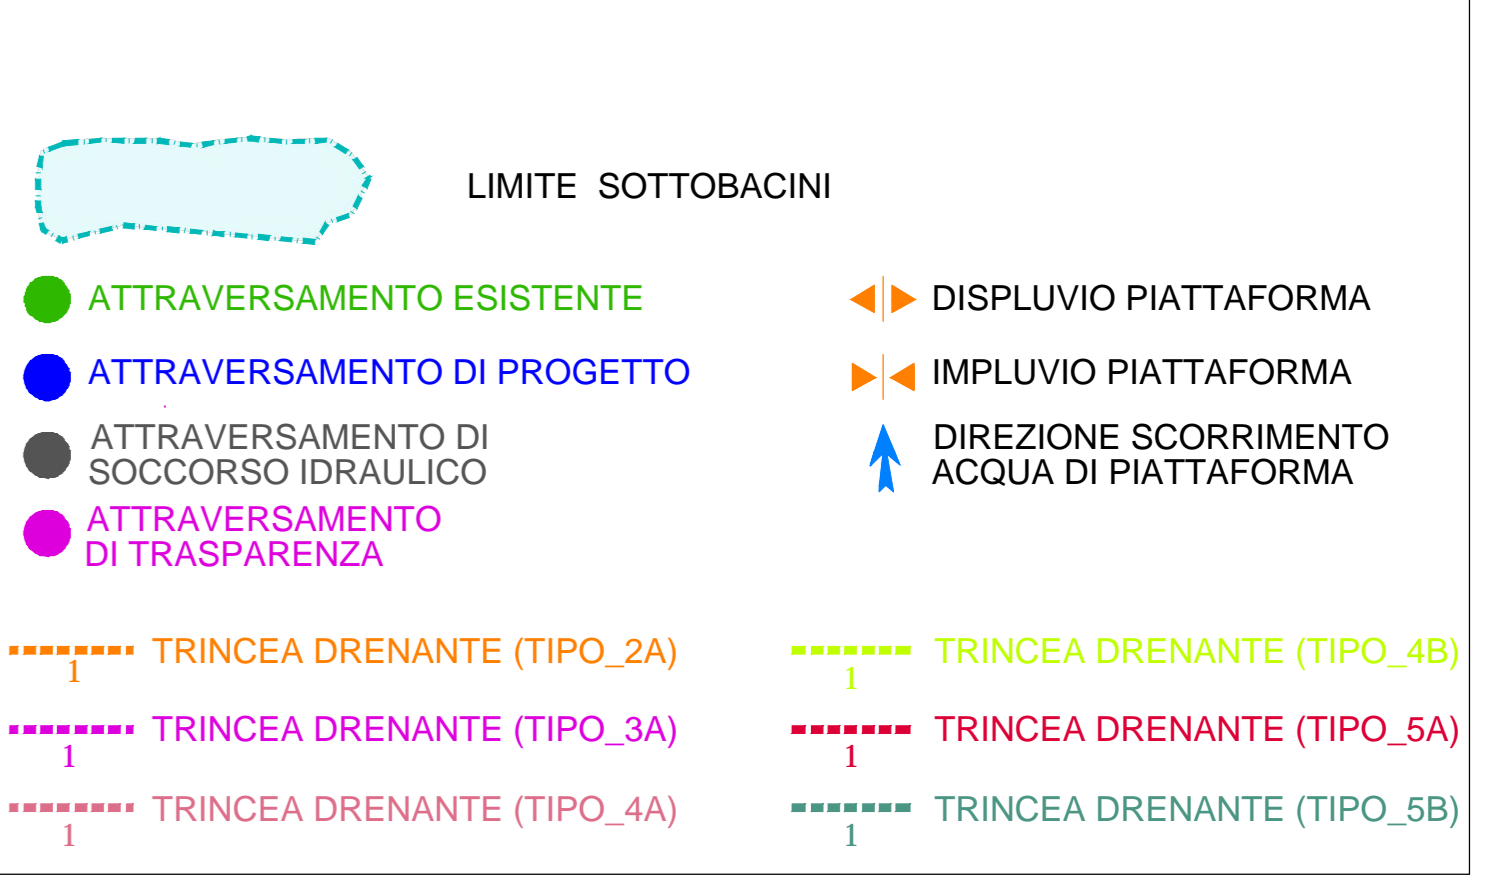 LIMITE SOTTOBACINI
ATTRAVERSAMENTO ESISTENTE
ATTRAVERSAMENTO DI PROGETTO
ATTRAVERSAMENTO DI
SOCCORSO IDRAULICO
ATTRAVERSAMENTO
DI TRASPARENZA
DISPLUVIO PIATTAFORMA
IMPLUVIO PIATTAFORMA
DIREZIONE SCORRIMENTO
ACQUA DI PIATTAFORMA
TRINCEA DRENANTE (TIPO_2A)
1
TRINCEA DRENANTE (TIPO_3A)
1
TRINCEA DRENANTE (TIPO_4A)
1
TRINCEA DRENANTE (TIPO_4B)
1
TRINCEA DRENANTE (TIPO_5A)
1
TRINCEA DRENANTE (TIPO_5B)
1